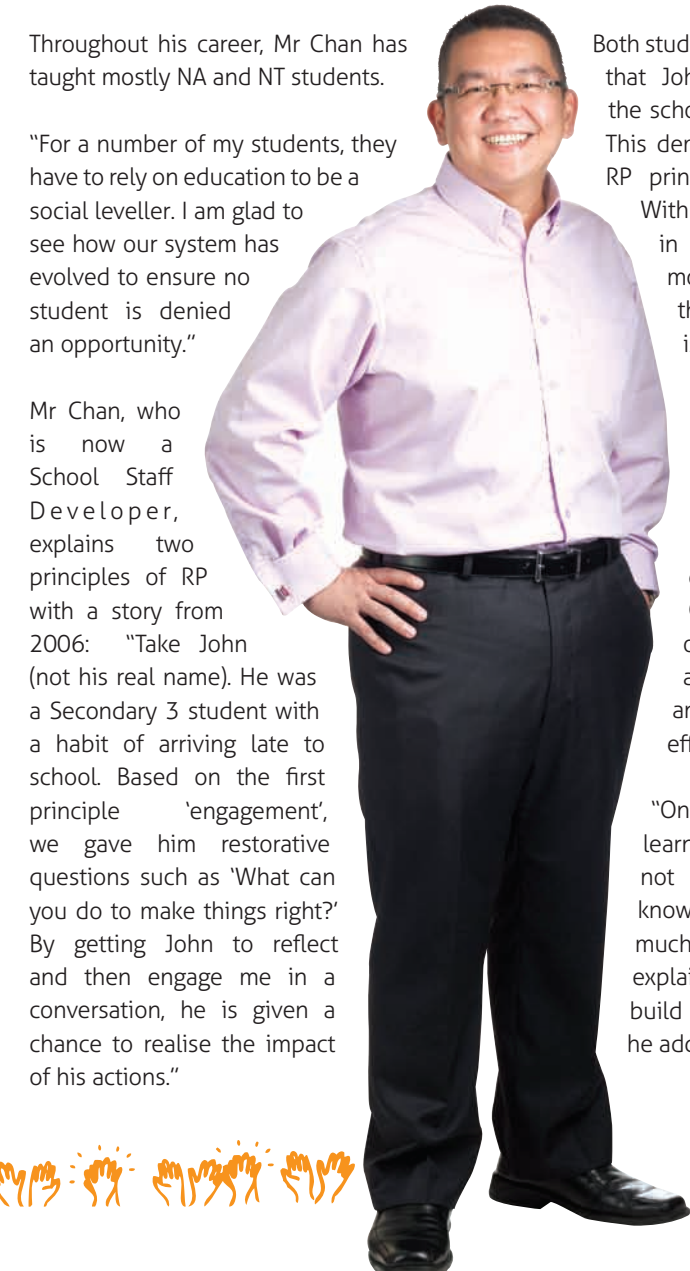 Throughout his career, Mr Chan has
taught mostly NA and NT students.
“For a number of my students, they
have to rely on education to be a
social leveller. I am glad to
see how our system has
evolved to ensure no
student is denied
an opportunity.”
Mr Chan, who
is now a
School Staff
Developer,
explains two
principles of RP
with a story from
2006: “Take John
(not his real name). He was
a Secondary 3 student with
a habit of arriving late to
school. Based on the first
principle ‘engagement’,
we gave him restorative
questions such as ‘What can
you do to make things right?’
By getting John to reflect
and then engage me in a
conversation, he is given a
chance to realise the impact
of his actions.”
Both stud
that Joh
the scho
This der
RP prin
With
in
mo
th
is
ar
eff
“On
learn
not
know
much
explai
build
he add